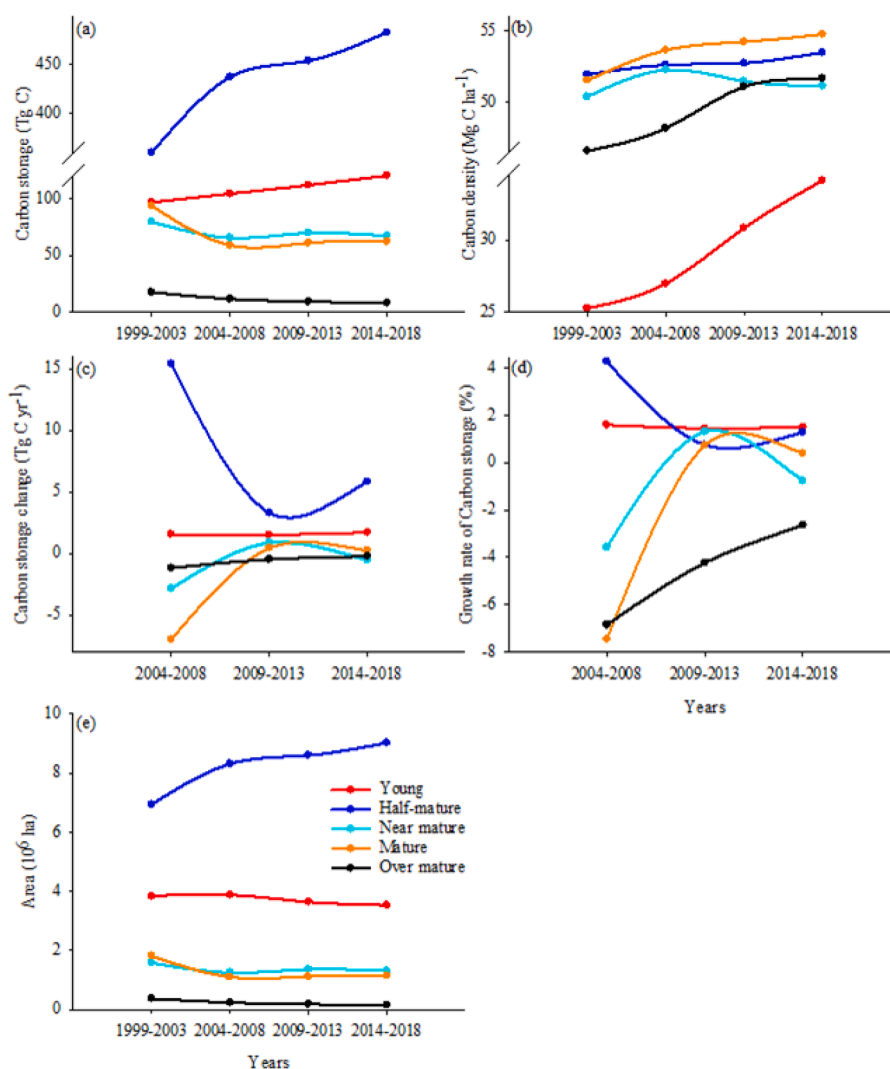 (a)
Carbon storage (Tg C)
450
400
100
50
0
1999-2003 2004-2008 2009-2013 2014-2018
(b)
Carbon density (Mg C ha⁻¹)
55
50
30
25
1999-2003 2004-2008 2009-2013 2014-2018
(c)
Carbon storage change (Tg C yr⁻¹)
15
10
5
0
-5
2004-2008 2009-2013 2014-2018
(d)
Growth rate of Carbon storage (%)
4
2
0
-2
-4
-6
-8
2004-2008 2009-2013 2014-2018
Years
(e)
Area (10⁶ ha)
10
8
6
4
2
0
Young
Half-mature
Near mature
Mature
Over mature
1999-2003 2004-2008 2009-2013 2014-2018
Years